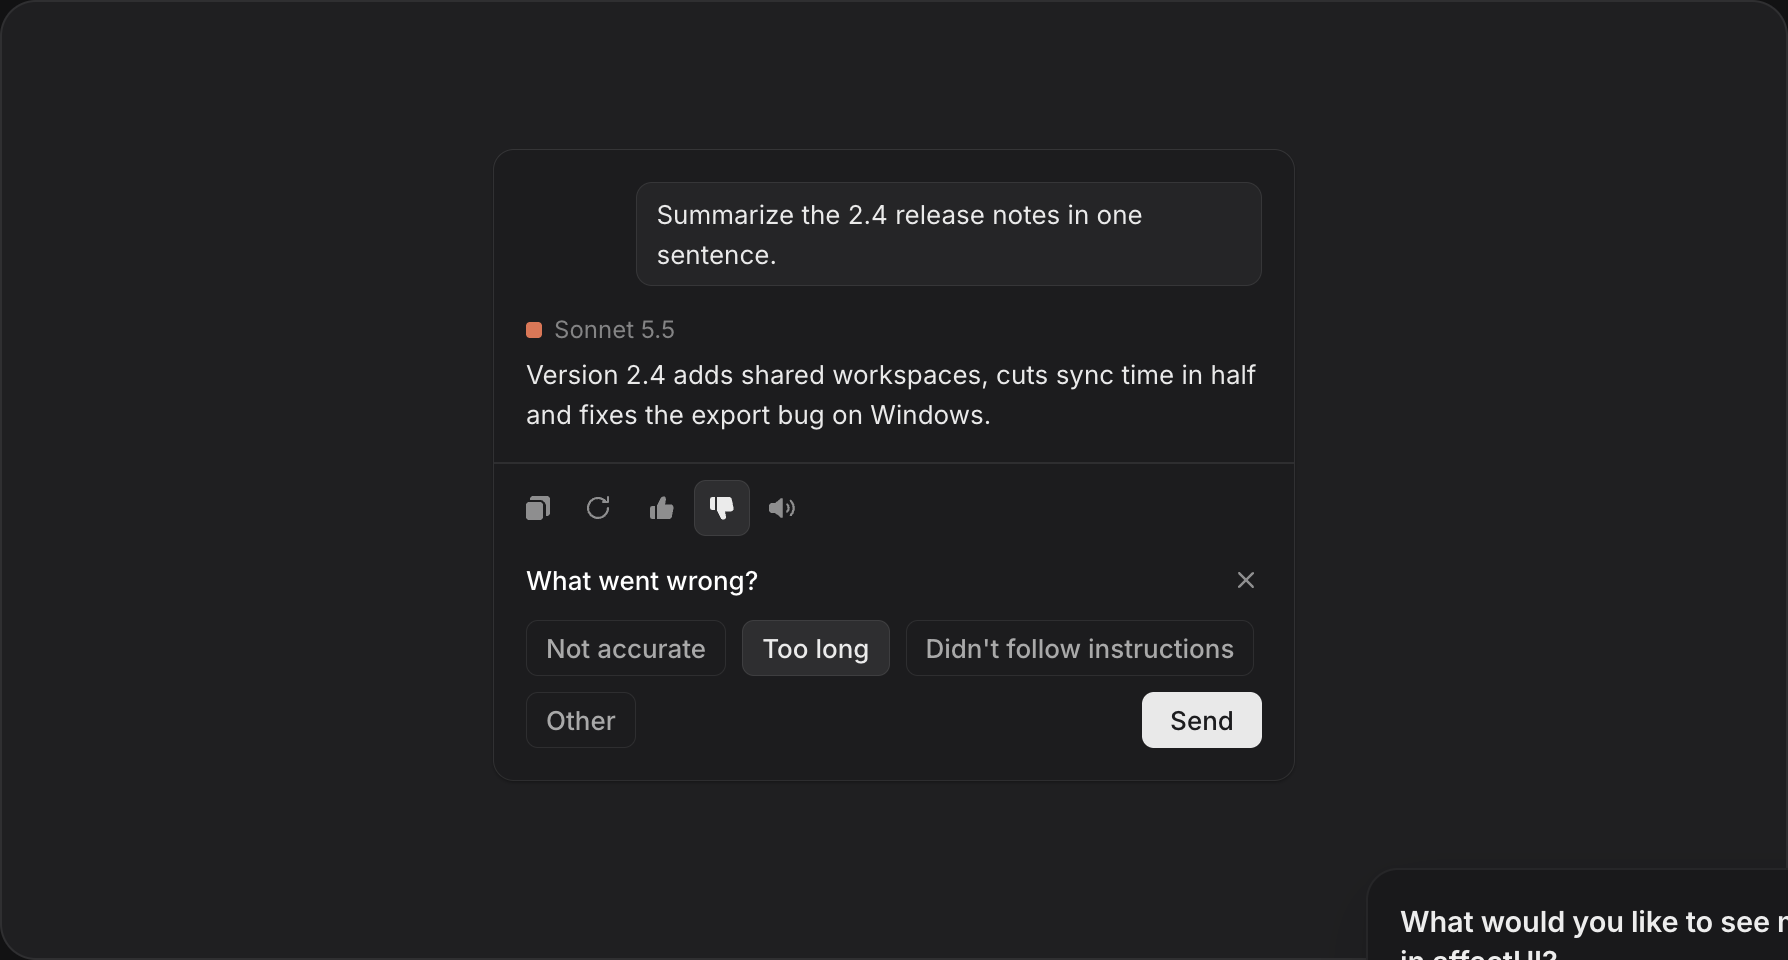 Summarize the 2.4 release notes in one
sentence.
Sonnet 5.5
Version 2.4 adds shared workspaces, cuts sync time in half
and fixes the export bug on Windows.
What went wrong?
Not accurate
Too long
Didn't follow instructions
Other
Send
What would you like to see
in affectUI?